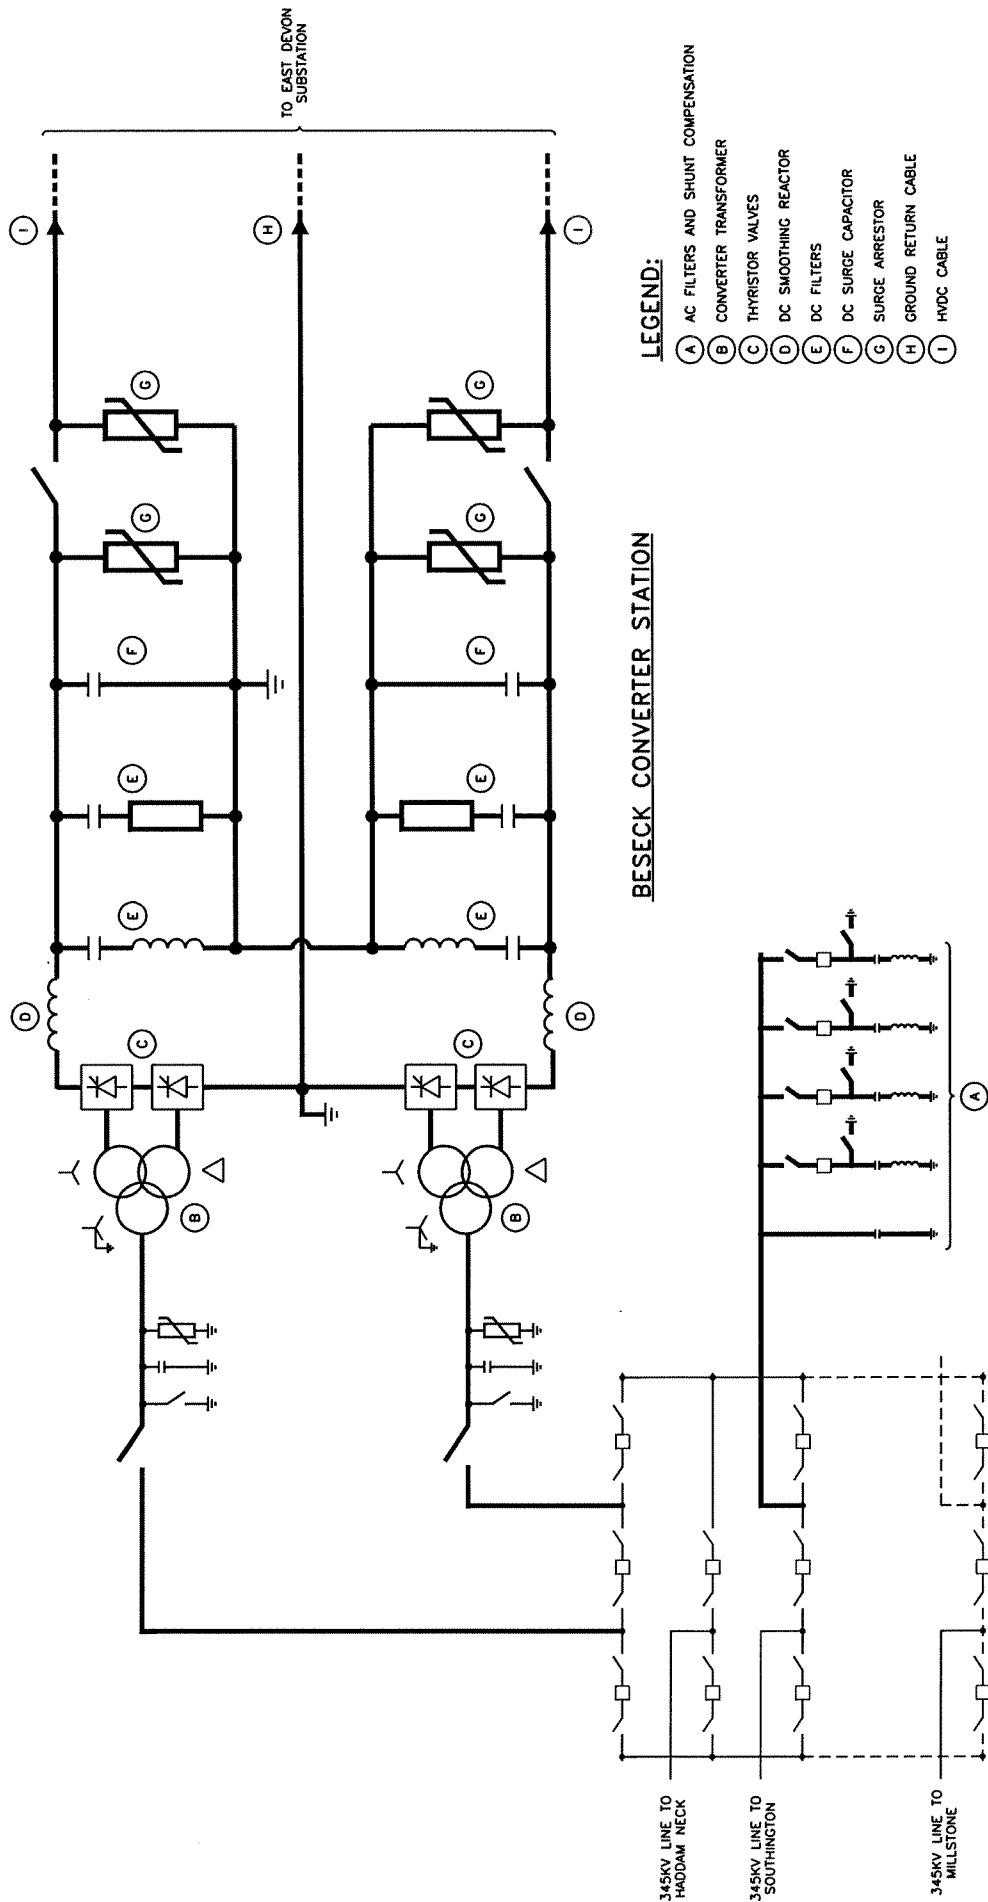 TO EAST DEVON
SUBSTATION
I
H
I
G
G
G
G
F
F
E
E
E
E
D
D
C
C
B
B
BESECK CONVERTER STATION
LEGEND:
A AC FILTERS AND SHUNT COMPENSATION
B CONVERTER TRANSFORMER
C THYRISTOR VALVES
D DC SMOOTHING REACTOR
E DC FILTERS
F DC SURGE CAPACITOR
G SURGE ARRESTOR
H GROUND RETURN CABLE
I HVDC CABLE
A
345KV LINE TO
HADDAM NECK
345KV LINE TO
SOUTHINGTON
345KV LINE TO
MILLSTONE